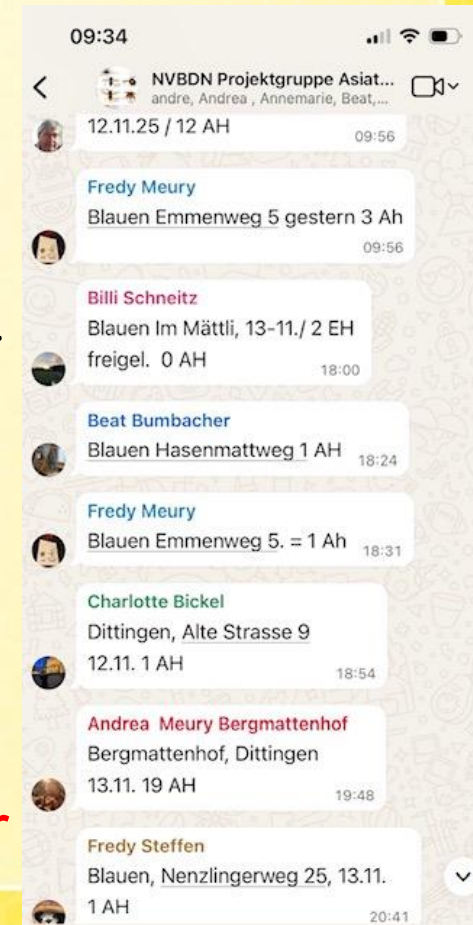 09:34
NVBDN Projektgruppe Asiat...
andre, Andrea , Annemarie, Beat,...
12.11.25 / 12 AH
09:56
Fredy Meury
Blauen Emmenweg 5 gestern 3 Ah
09:56
Billi Schneitz
Blauen Im Mättli, 13-11./ 2 EH
freigel. 0 AH
18:00
Beat Bumbacher
Blauen Hasenmattweg 1 AH
18:24
Fredy Meury
Blauen Emmenweg 5. = 1 Ah
18:31
Charlotte Bickel
Dittingen, Alte Strasse 9
12.11. 1 AH
18:54
Andrea Meury Bergmattenhof
Bergmattenhof, Dittingen
13.11. 19 AH
19:48
Fredy Steffen
Blauen, Nenzlingerweg 25, 13.11.
1 AH
20:41